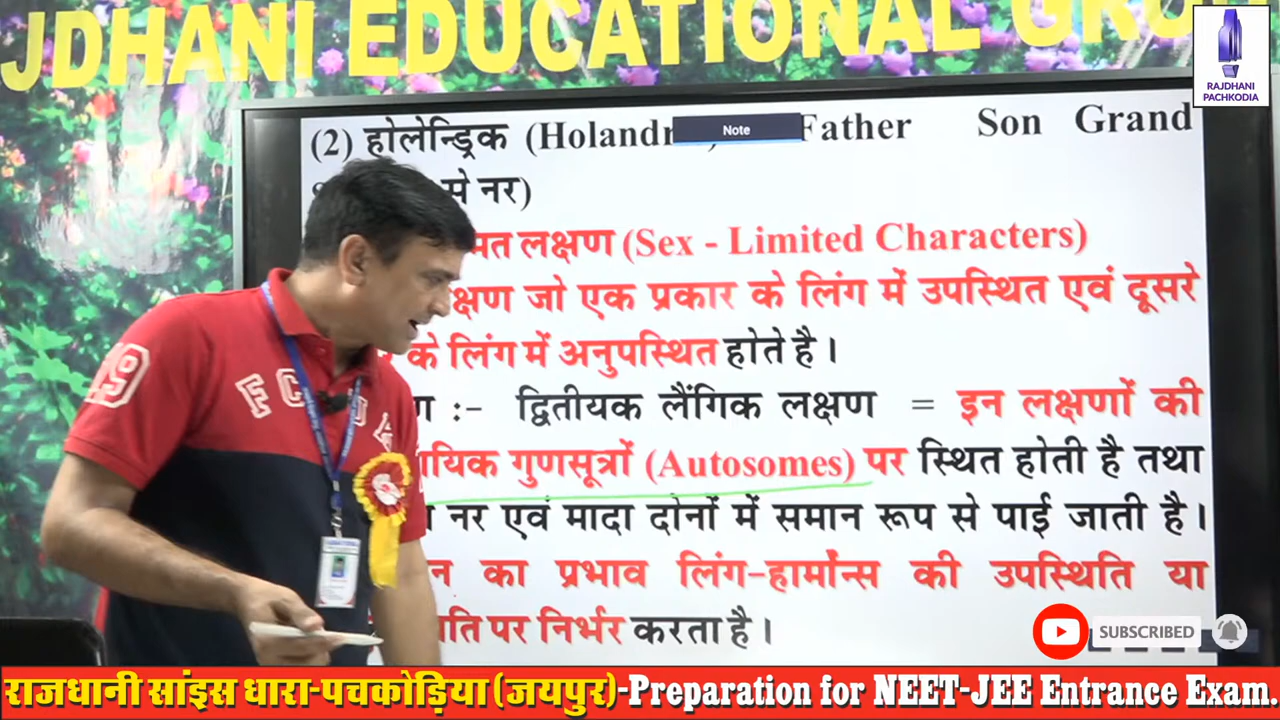 JDHANI EDUCATIONAL GRO
RAJDHANI
PACHKODIA
(2) होलेन्ड्रिक (Holandr Father Son Grand
Note
से नर)
लक्षण (Sex - Limited Characters)
जो एक प्रकार के लिंग में उपस्थित एवं दूसरे
के लिंग में अनुपस्थित होते है।
:- द्वितीयक लैंगिक लक्षण = इन लक्षणों की
गुणसूत्रों (Autosomes) पर स्थित होती है तथा
नर एवं मादा दोनों में समान रूप से पाई जाती है।
का प्रभाव लिंग-हार्मोन्स की उपस्थिति या
पर निर्भर करता है।
19
F C
SUBSCRIBED
राजधानी सांइस धारा-पचकोड़िया (जयपुर)-Preparation for NEET-JEE Entrance Exam.